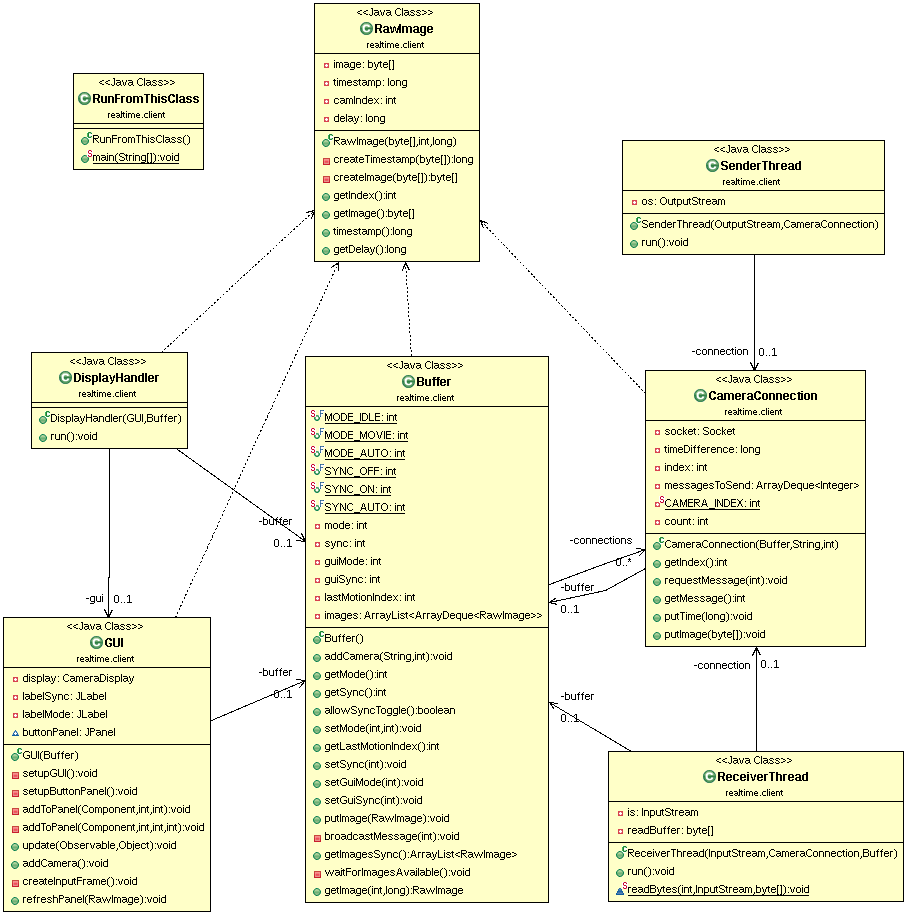 <<Java Class>>
RawImage
realtime.client
image: byte[]
timestamp: long
camIndex: int
delay: long
RawImage(byte[],int,long)
createTimestamp(byte[]):long
createImage(byte[]):byte[]
getIndex():int
getImage():byte[]
timestamp():long
getDelay():long
<<Java Class>>
RunFromThisClass
realtime.client
RunFromThisClass()
main(String[]):void
<<Java Class>>
SenderThread
realtime.client
os: OutputStream
SenderThread(OutputStream,CameraConnection)
run():void
-connection 0..1
<<Java Class>>
DisplayHandler
realtime.client
DisplayHandler(GUI,Buffer)
run():void
-buffer
0..1
-gui 0..1
<<Java Class>>
Buffer
realtime.client
MODE_IDLE: int
MODE_MOVIE: int
MODE_AUTO: int
SYNC_OFF: int
SYNC_ON: int
SYNC_AUTO: int
mode: int
sync: int
guiMode: int
guiSync: int
lastMotionIndex: int
images: ArrayList<ArrayDeque<RawImage>>
Buffer()
addCamera(String,int):void
getMode():int
getSync():int
allowSyncToggle():boolean
setMode(int,int):void
getLastMotionIndex():int
setSync(int):void
setGuiMode(int):void
setGuiSync(int):void
putImage(RawImage):void
broadcastMessage(int):void
getImagesSync():ArrayList<RawImage>
waitForImagesAvailable():void
getImage(int,long):RawImage
<<Java Class>>
CameraConnection
realtime.client
socket: Socket
timeDifference: long
index: int
messagesToSend: ArrayDeque<Integer>
CAMERA_INDEX: int
count: int
CameraConnection(Buffer,String,int)
getIndex():int
requestMessage(int):void
getMessage():int
putTime(long):void
putImage(byte[]):void
-connections
0..*
-buffer
0..1
<<Java Class>>
GUI
realtime.client
display: CameraDisplay
labelSync: JLabel
labelMode: JLabel
buttonPanel: JPanel
GUI(Buffer)
setupGUI():void
setupButtonPanel():void
addToPanel(Component,int,int):void
addToPanel(Component,int,int,int):void
update(Observable,Object):void
addCamera():void
createInputFrame():void
refreshPanel(RawImage):void
-buffer
0..1
-connection 0..1
-buffer
0..1
<<Java Class>>
ReceiverThread
realtime.client
is: InputStream
readBuffer: byte[]
ReceiverThread(InputStream,CameraConnection,Buffer)
run():void
readBytes(int,InputStream,byte[]):void